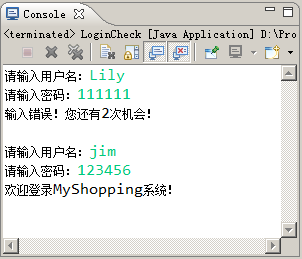 Console
<terminated> LoginCheck [Java Application] D:\Pro
请输入用户名：Lily
请输入密码：111111
输入错误！您还有2次机会！
请输入用户名：jim
请输入密码：123456
欢迎登录MyShopping系统！